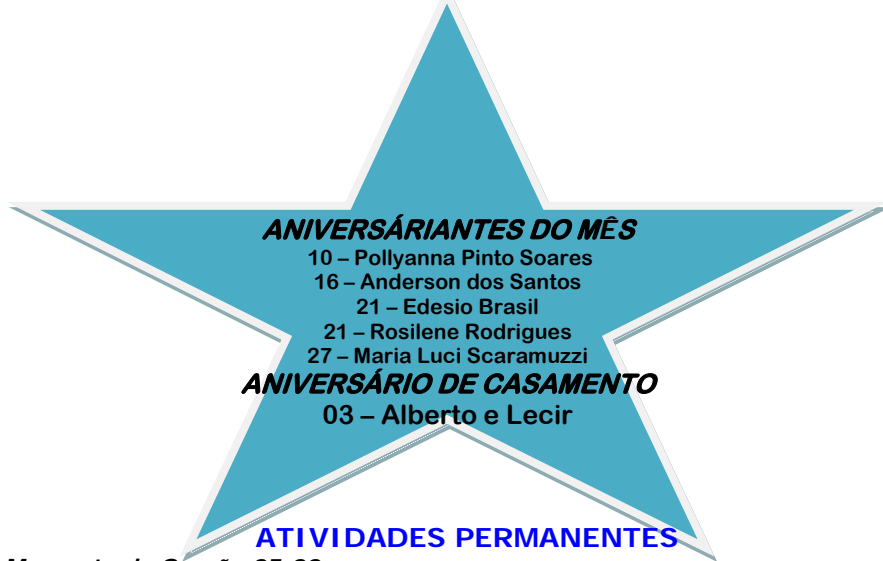 ANIVERSÁRIANTES DO MÊS
10 – Pollyanna Pinto Soares
16 – Anderson dos Santos
21 – Edesio Brasil
21 – Rosilene Rodrigues
27 – Maria Luci Scaramuzzi
ANIVERSÁRIO DE CASAMENTO
03 – Alberto e Lecir
ATIVIDADES PERMANENTES